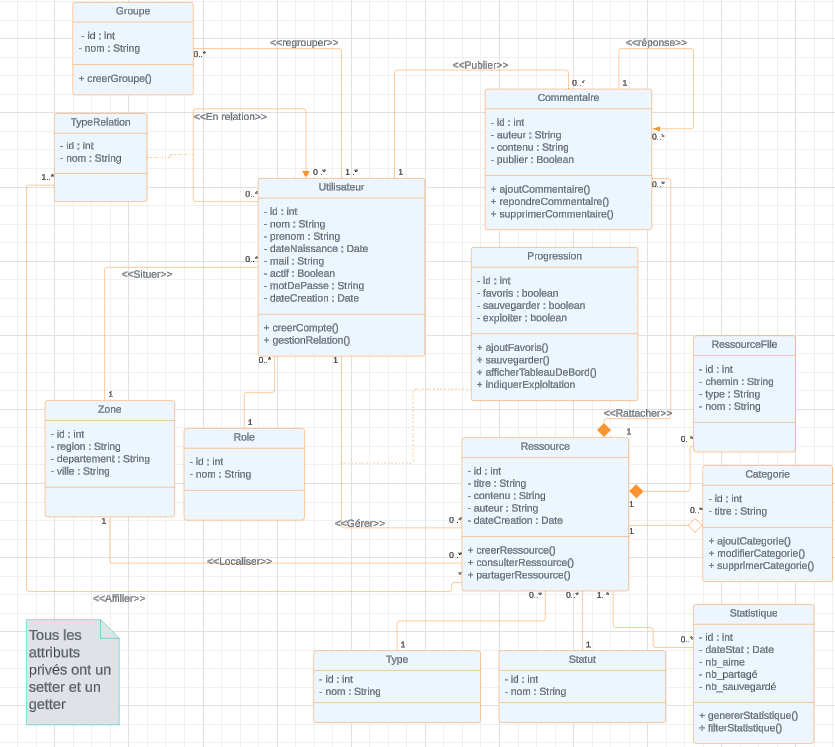 Groupe
- id : int
- nom : String
+ creerGroupe()
0..*
<<regrouper>>
<<réponse>>
<<Publier>>
0..*
1
Commentaire
- id : int
- auteur : String
- contenu : String
- publier : Boolean
+ ajoutCommentaire()
+ repondreCommentaire()
+ supprimerCommentaire()
0..*
0..*
TypeRelation
- id : int
- nom : String
1..*
<<En relation>>
0..*
1..*
1
0..*
Utilisateur
- id : int
- nom : String
- prenom : String
- dateNaissance : Date
- mail : String
- actif : Boolean
- motDePasse : String
- dateCreation : Date
+ creerCompte()
+ gestionRelation()
0..*
<<Situer>>
0..*
1
Progression
- id : int
- favoris : boolean
- sauvegarder : boolean
- exploiter : boolean
+ ajoutFavoris()
+ sauvegarder()
+ afficherTableauDeBord()
+ indiquerExploitation
RessourceFile
- id : int
- chemin : String
- type : String
- nom : String
0..*
1
Zone
- id : int
- region : String
- departement : String
- ville : String
1
1
Role
- id : int
- nom : String
<<Rattacher>>
1
Ressource
- id : int
- titre : String
- contenu : String
- auteur : String
- dateCreation : Date
+ creerRessource()
+ consulterRessource()
+ partagerRessource()
1
1
0..*
Categorie
- id : int
- titre : String
+ ajoutCategorie()
+ modifierCategorie()
+ supprimerCategorie()
<<Gérer>>
0..*
<<Localiser>>
0..*
*
<<Affilier>>
0..*
0..*
1..*
Tous les
attributs
privés ont un
setter et un
getter
1
Type
- id : int
- nom : String
1
Statut
- id : int
- nom : String
0..*
Statistique
- id : int
- dateStat : Date
- nb_aime
- nb_partagé
- nb_sauvegardé
+ genererStatistique()
+ filterStatistique()